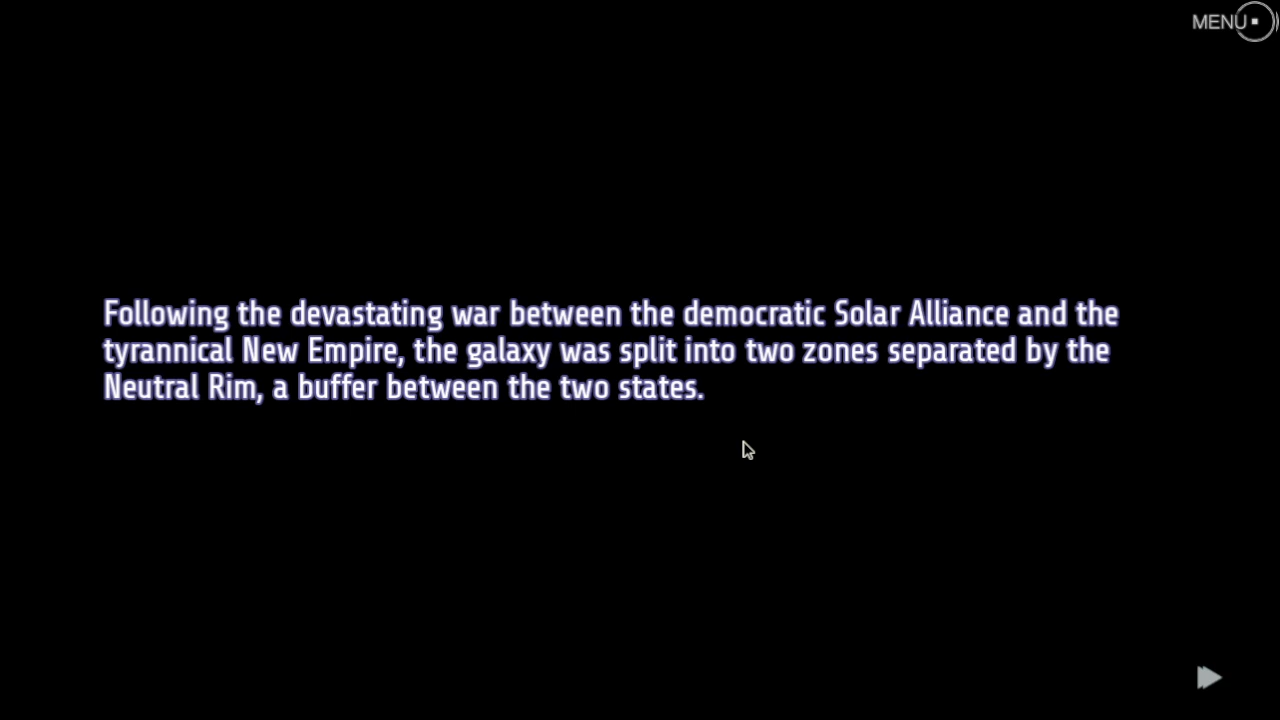 MENU
Following the devastating war between the democratic Solar Alliance and the
tyrannical New Empire, the galaxy was split into two zones separated by the
Neutral Rim, a buffer between the two states.